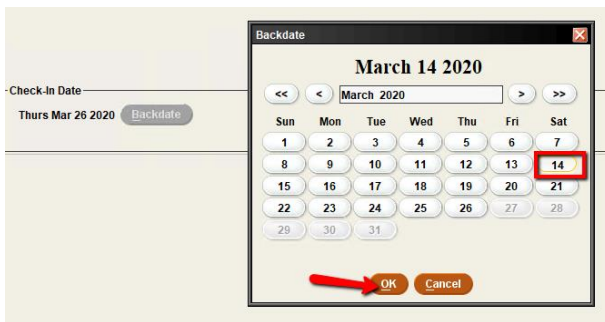 Backdate
March 14 2020
<< < March 2020 > >>
Check-In Date
Thurs Mar 26 2020 Backdate
Sun Mon Tue Wed Thu Fri Sat
1 2 3 4 5 6 7
8 9 10 11 12 13 14
15 16 17 18 19 20 21
22 23 24 25 26 27 28
29 30 31
OK Cancel